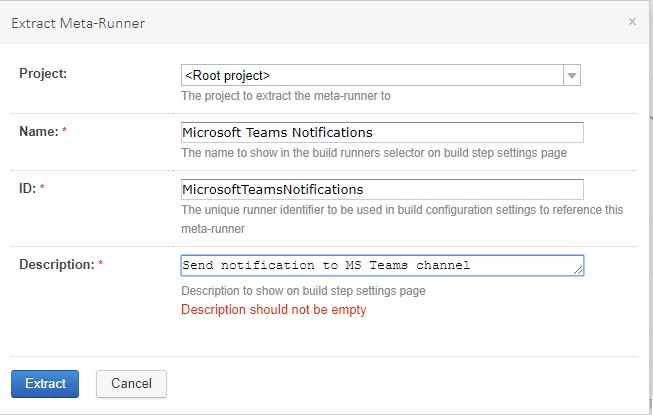 Extract Meta-Runner ×
Project: <Root project>
The project to extract the meta-runner to
Name: * Microsoft Teams Notifications
The name to show in the build runners selector on build step settings page
ID: * MicrosoftTeamsNotifications
The unique runner identifier to be used in build configuration settings to reference this
meta-runner
Description: * Send notification to MS Teams channel
Description to show on build step settings page
Description should not be empty
Extract Cancel